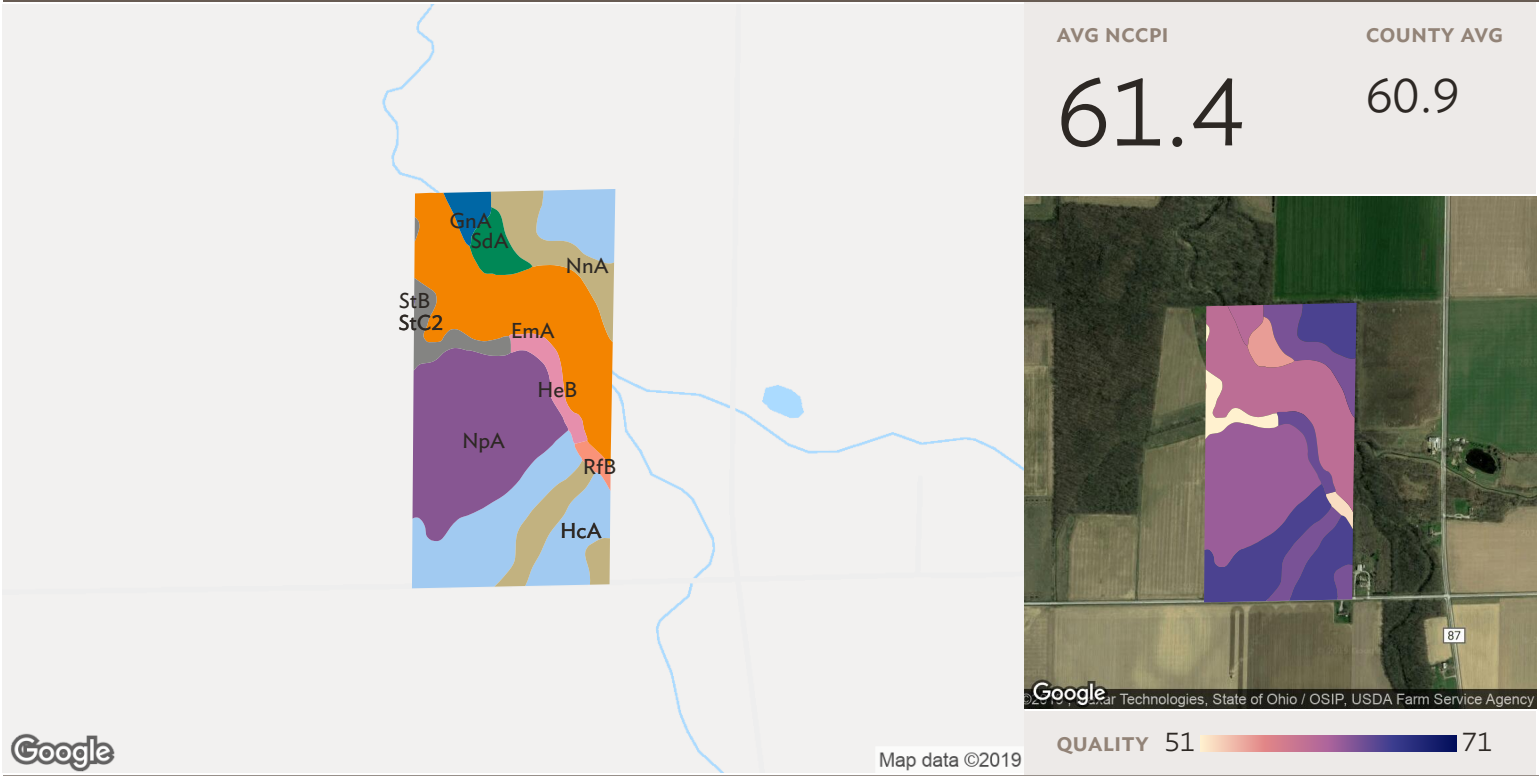 AVG NCCPI
61.4
COUNTY AVG
60.9
GnA
SdA
NnA
StB
StC2
EmA
HeB
NpA
RfB
HcA
Google
Map data ©2019
87
Google
Technologies, State of Ohio / OSIP, USDA Farm Service Agency
QUALITY 51 71